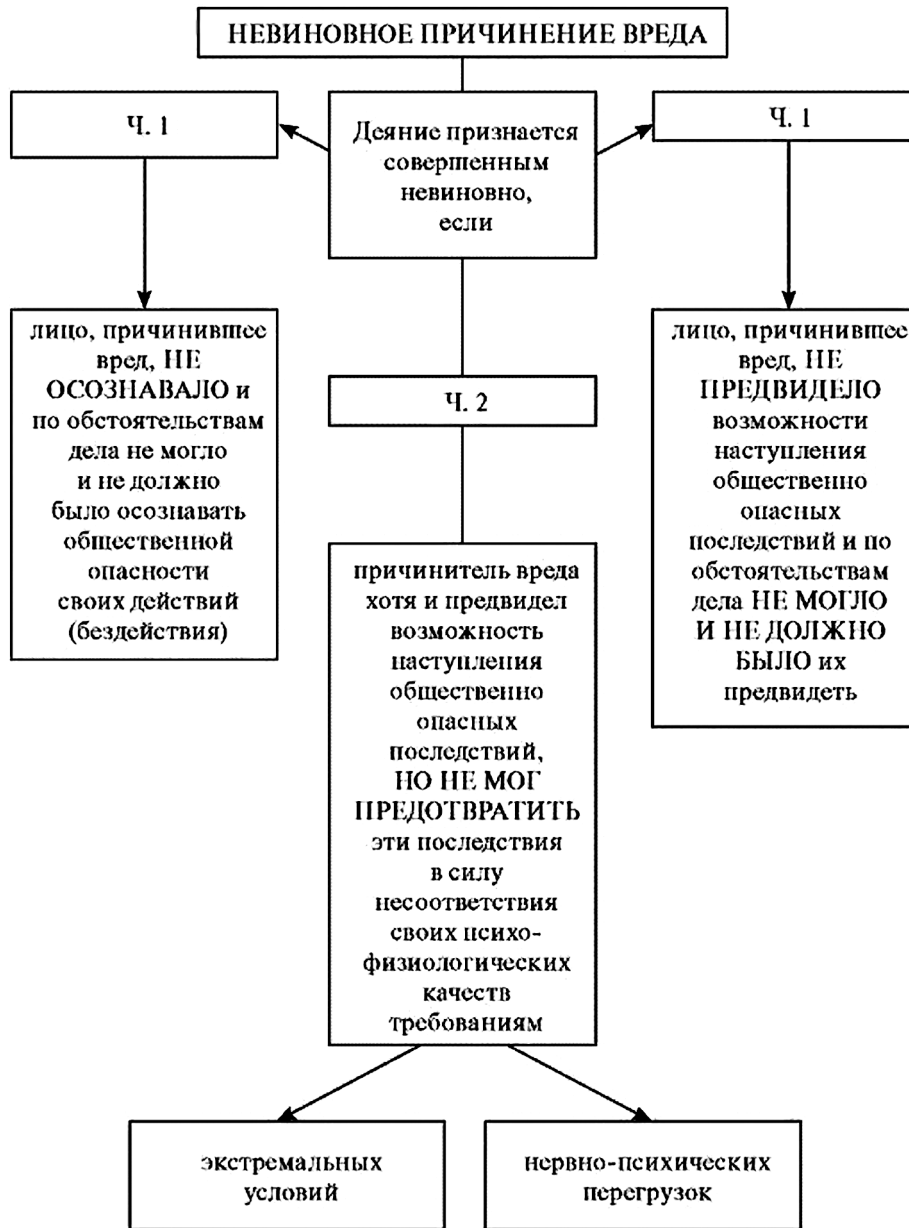 НЕВИНОВНОЕ ПРИЧИНЕНИЕ ВРЕДА
Ч. 1
Деяние признается
совершенным
невиновно,
если
Ч. 1
лицо, причинившее
вред, НЕ
ОСОЗНАВАЛО и
по обстоятельствам
дела не могло
и не должно
было осознавать
общественной
опасности
своих действий
(бездействия)
Ч. 2
лицо, причинившее
вред, НЕ
ПРЕДВИДЕЛО
возможности
наступления
общественно
опасных
последствий и по
обстоятельствам
дела НЕ МОГЛО
И НЕ ДОЛЖНО
БЫЛО их
предвидеть
причинитель вреда
хотя и предвидел
возможность
наступления
общественно
опасных
последствий,
НО НЕ МОГ
ПРЕДОТВРАТИТЬ
эти последствия
в силу
несоответствия
своих психо-
физиологических
качеств
требованиям
экстремальных
условий
нервно-психических
перегрузок